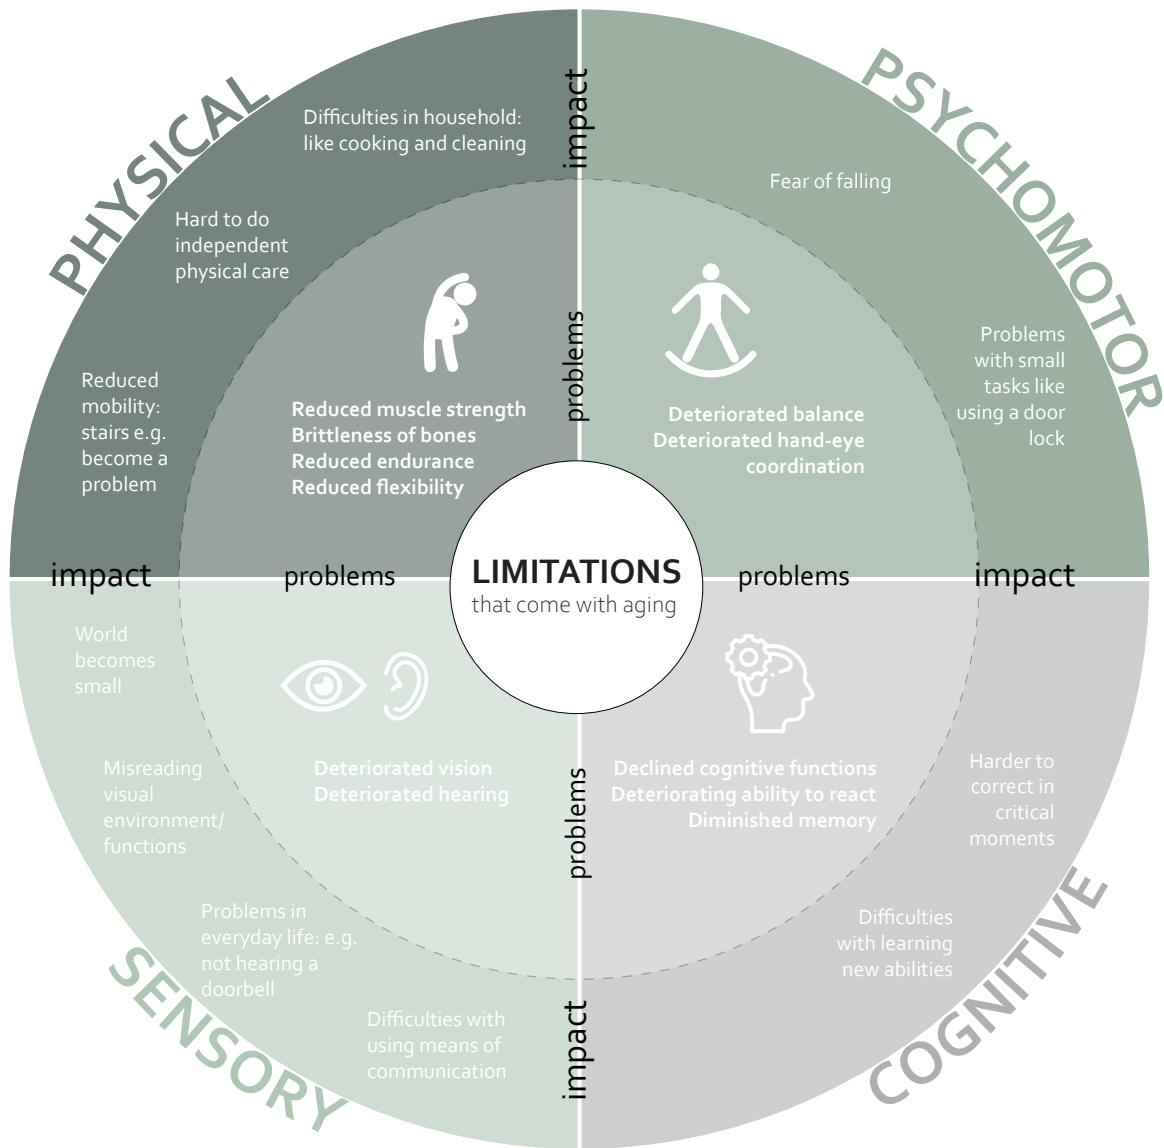 PHYSICAL
impact
Difficulties in household:
like cooking and cleaning
Hard to do
independent
physical care
Reduced
mobility:
stairs e.g.
become a
problem
problems
Reduced muscle strength
Brittleness of bones
Reduced endurance
Reduced flexibility
PSYCHOMOTOR
Fear of falling
Problems
with small
tasks like
using a door
lock
Deteriorated balance
Deteriorated hand-eye
coordination
impact
problems
LIMITATIONS
that come with aging
problems
impact
World
becomes
small
Misreading
visual
environment/
functions
Problems in
everyday life: e.g.
not hearing a
doorbell
Difficulties with
using means of
communication
Deteriorated vision
Deteriorated hearing
SENSORY
problems
impact
Declined cognitive functions
Deteriorating ability to react
Diminished memory
Harder to
correct in
critical
moments
Difficulties
with learning
new abilities
COGNITIVE